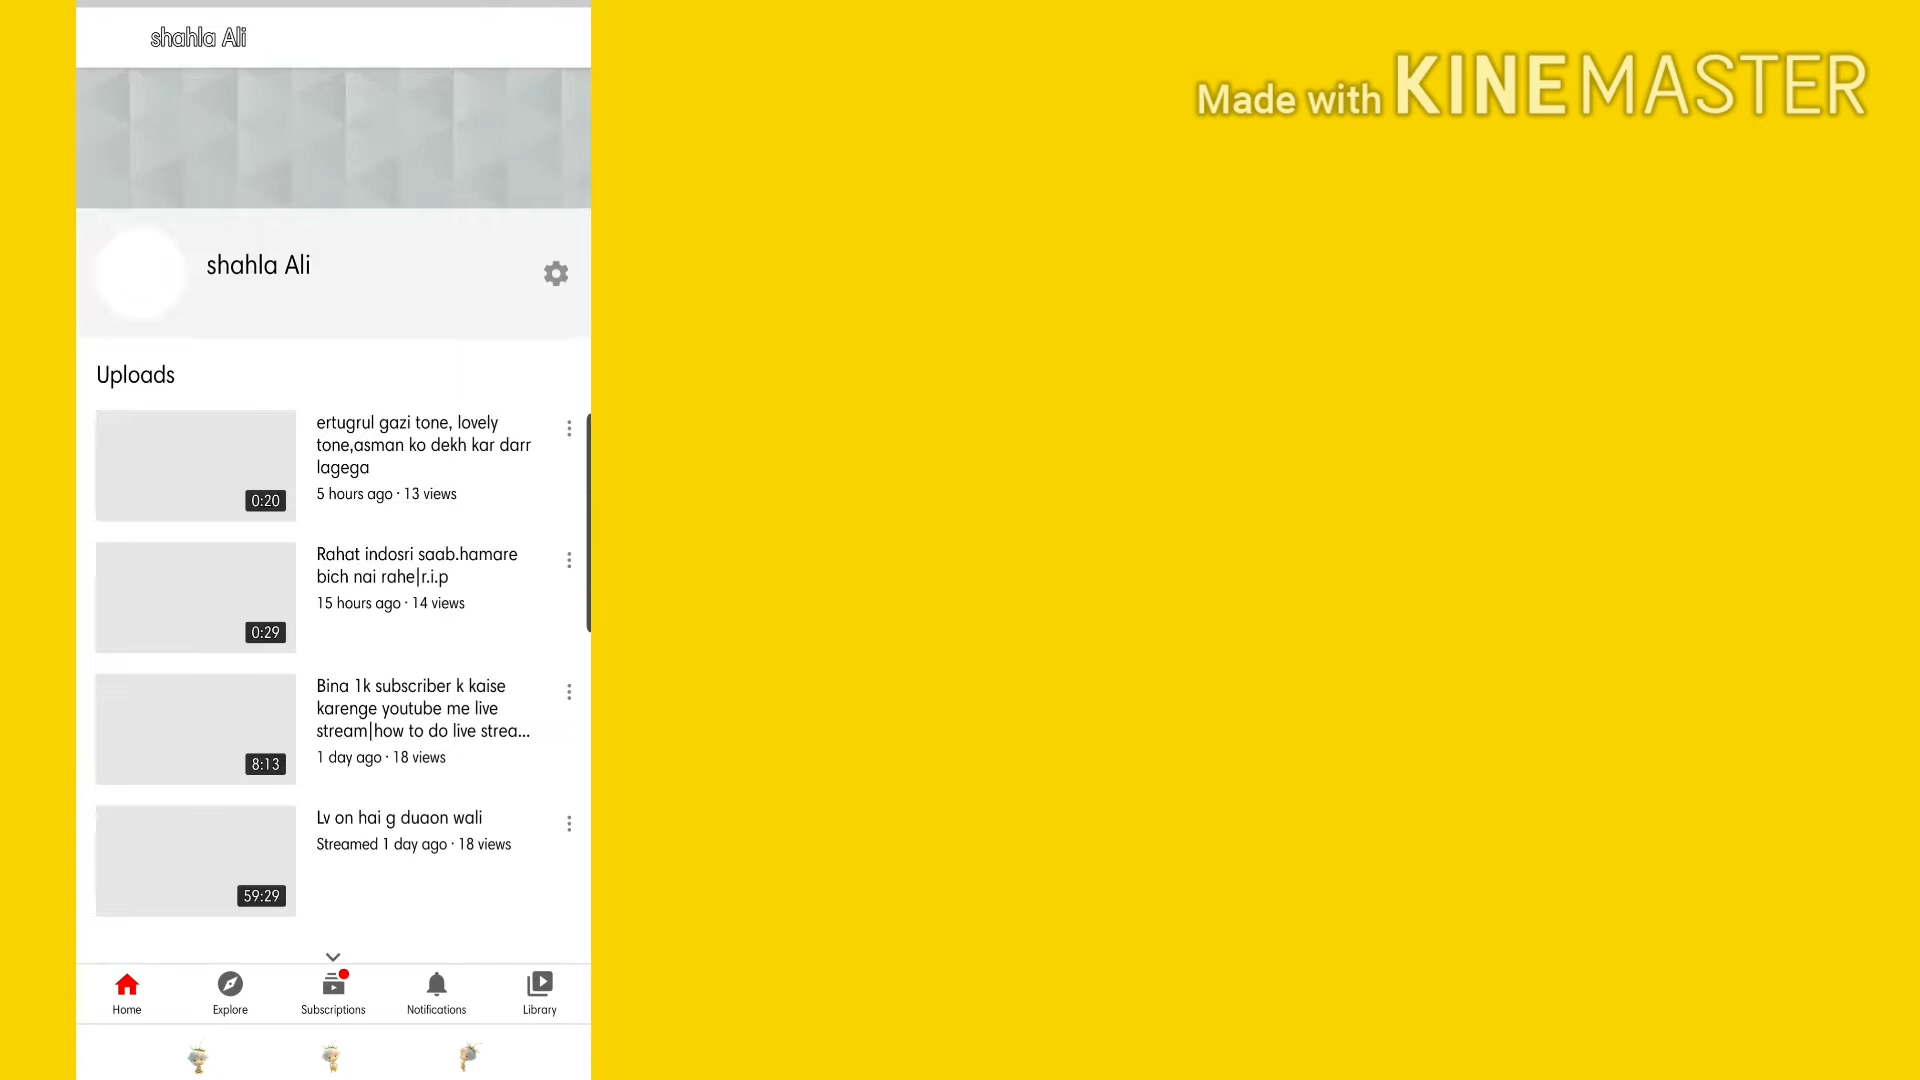 shahla Ali
Made with KINEMASTER
shahla Ali
Uploads
ertugrul gazi tone, lovely
tone,asman ko dekh kar darr
lagega
5 hours ago · 13 views
0:20
Rahat indosri saab.hamare
bich nai rahe|r.i.p
15 hours ago · 14 views
0:29
Bina 1k subscriber k kaise
karenge youtube me live
stream|how to do live strea...
1 day ago · 18 views
8:13
Lv on hai g duaon wali
Streamed 1 day ago · 18 views
59:29
Home
Explore
Subscriptions
Notifications
Library